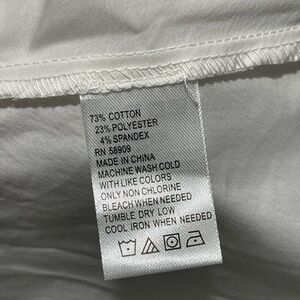 73% COTTON
23% POLYESTER
4% SPANDEX
RN 58909
MADE IN CHINA
MACHINE WASH COLD
WITH LIKE COLORS
ONLY NON CHLORINE
BLEACH WHEN NEEDED
TUMBLE DRY LOW
COOL IRON WHEN NEEDED